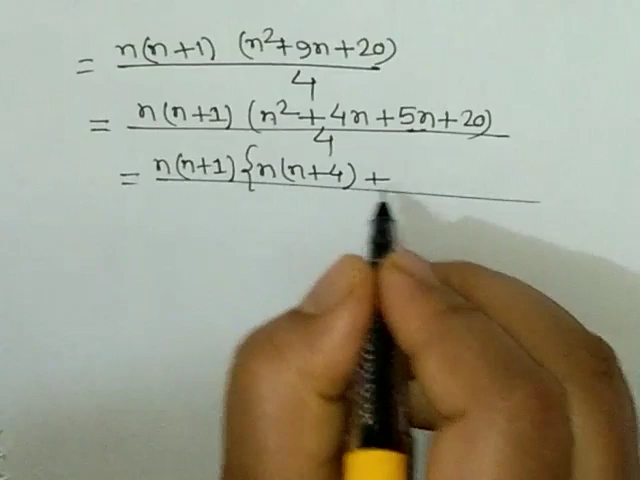 = n(n+1) (n²+9n+20) / 4
= n(n+1) (n²+4n+5n+20) / 4
= n(n+1) {n(n+4) +